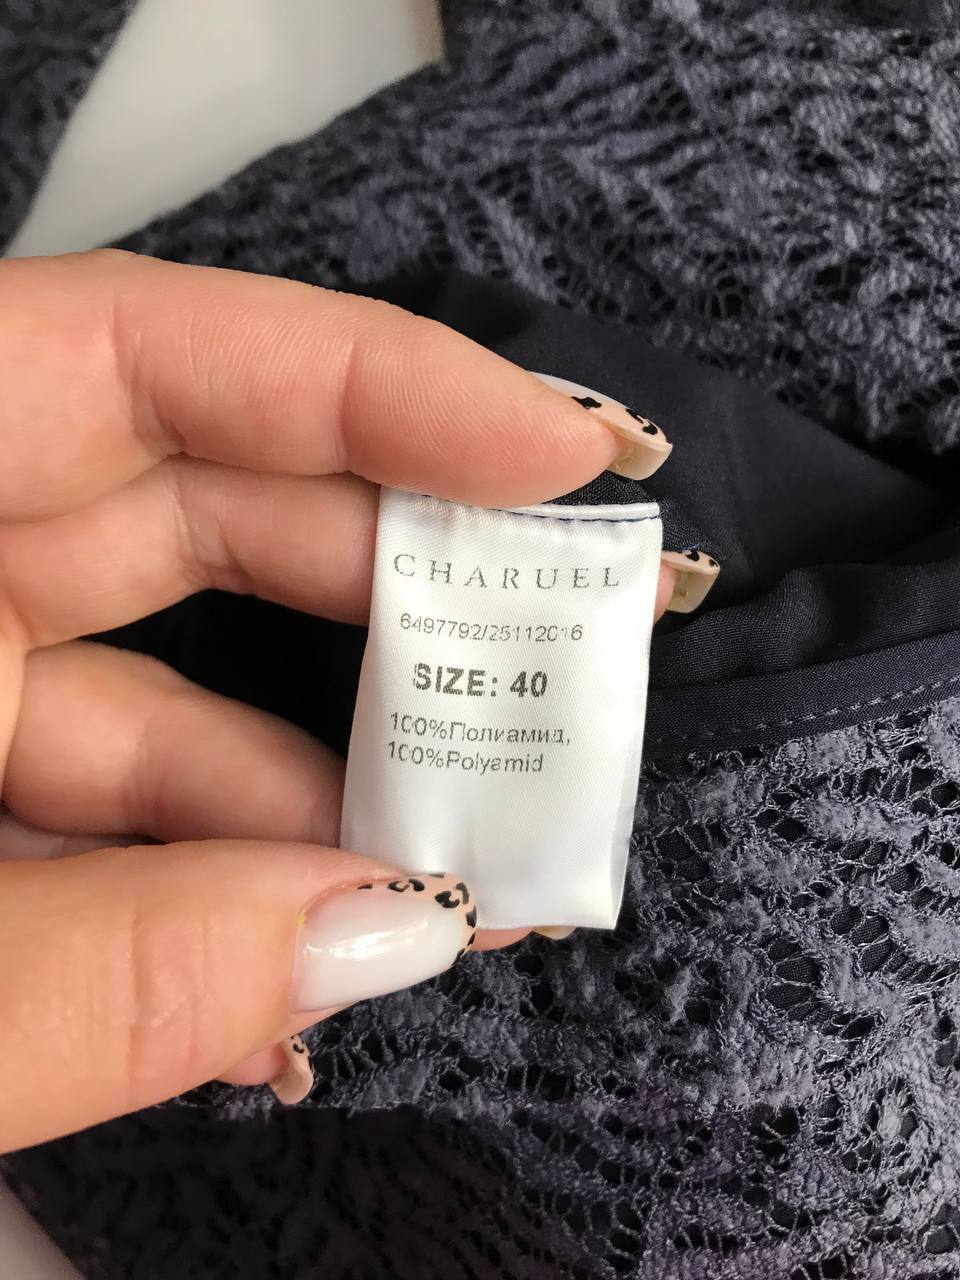 CHARUEL
6497792/25112016
SIZE: 40
100%Полиамид,
100%Polyamid